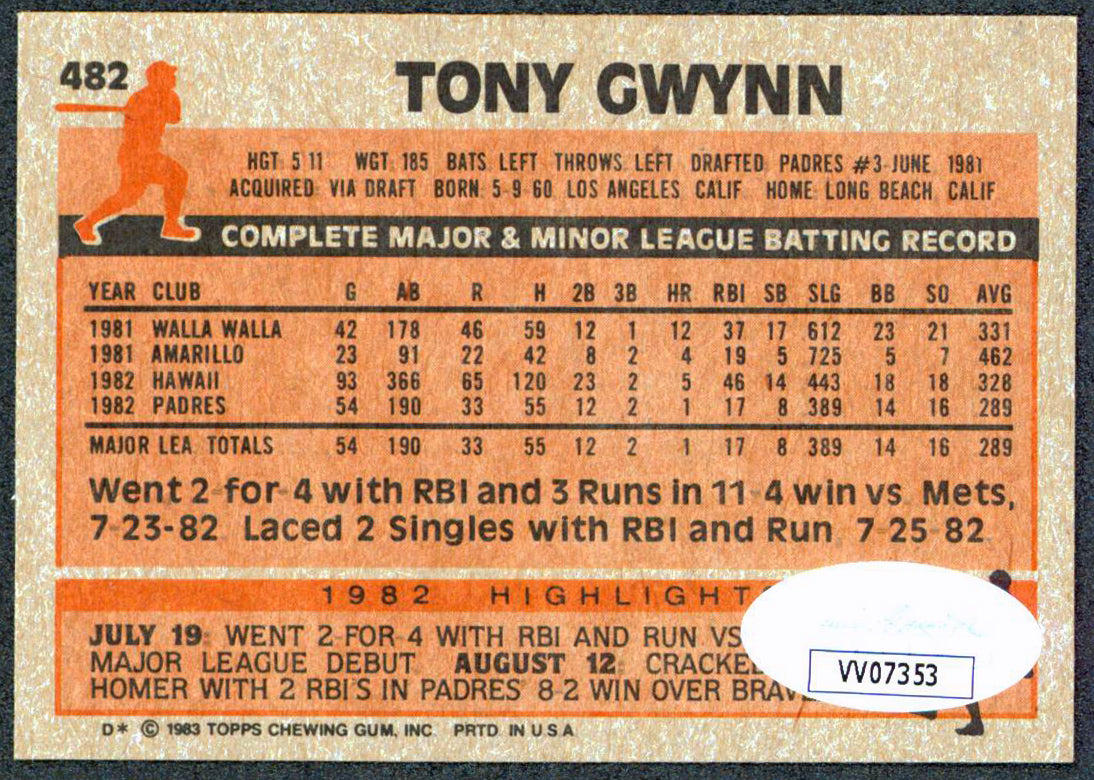 482
TONY GWYNN
HGT 5 11 WGT 185 BATS LEFT THROWS LEFT DRAFTED PADRES #3-JUNE 1981
ACQUIRED VIA DRAFT BORN 5-9-60 LOS ANGELES CALIF HOME LONG BEACH CALIF
COMPLETE MAJOR & MINOR LEAGUE BATTING RECORD
YEAR CLUB G AB R H 2B 3B HR RBI SB SLG BB SO AVG
1981 WALLA WALLA 42 178 46 59 12 1 12 37 17 612 23 21 331
1981 AMARILLO 23 91 22 42 8 2 4 19 5 725 5 7 462
1982 HAWAII 93 366 65 120 23 2 5 46 14 443 18 18 328
1982 PADRES 54 190 33 55 12 2 1 17 8 389 14 16 289
MAJOR LEA TOTALS 54 190 33 55 12 2 1 17 8 389 14 16 289
Went 2-for-4 with RBI and 3 Runs in 11-4 win vs Mets,
7-23-82 Laced 2 Singles with RBI and Run 7-25-82
1982 HIGHLIGHT
JULY 19: WENT 2-FOR-4 WITH RBI AND RUN VS
MAJOR LEAGUE DEBUT AUGUST 12: CRACKE
HOMER WITH 2 RBI'S IN PADRES' 8-2 WIN OVER BRAV
VV07353
D* © 1983 TOPPS CHEWING GUM, INC PRTD IN U S A